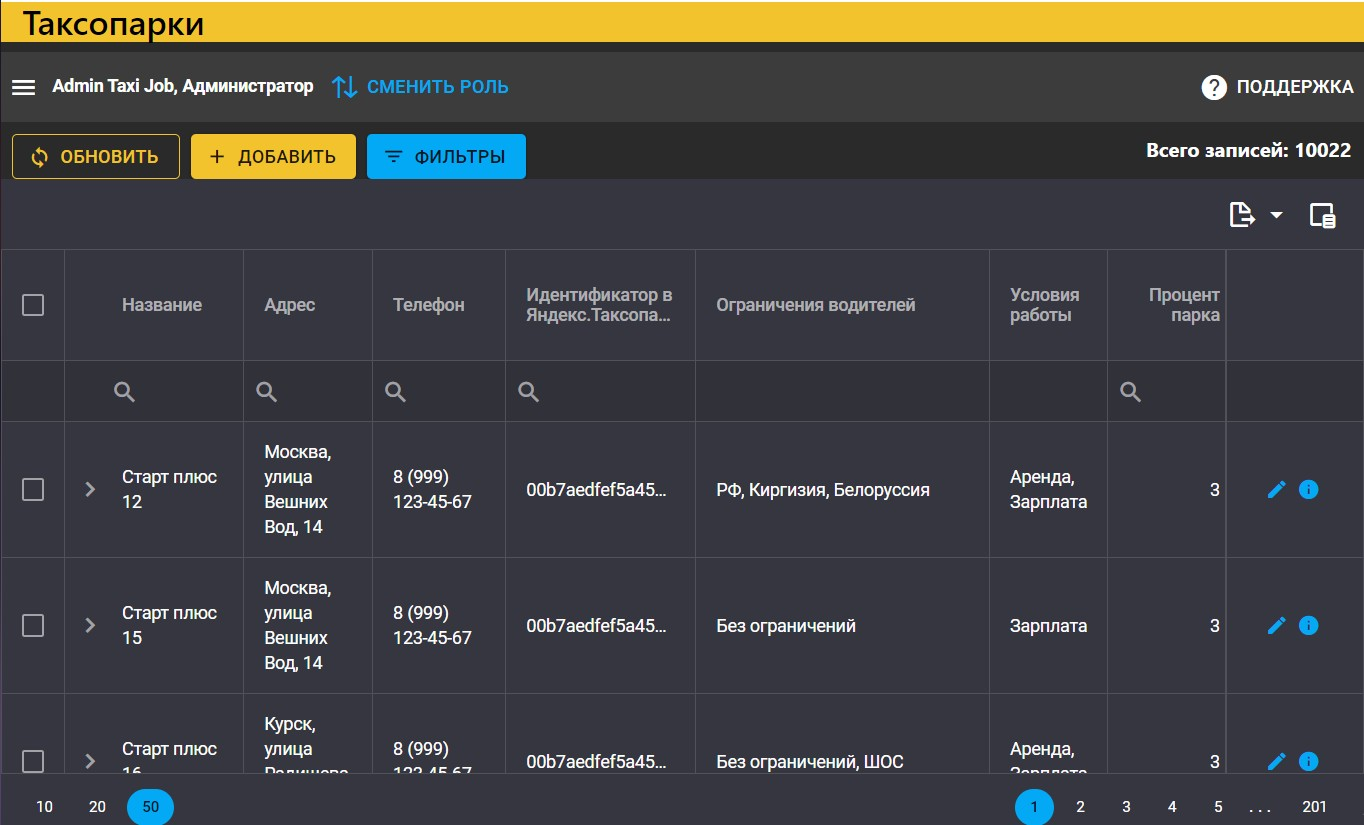 Таксопарки
Admin Taxi Job, Администратор СМЕНИТЬ РОЛЬ ПОДДЕРЖКА
ОБНОВИТЬ + ДОБАВИТЬ ФИЛЬТРЫ Всего записей: 10022
Название
Адрес
Телефон
Идентификатор в
Яндекс.Таксопа...
Ограничения водителей
Условия
работы
Процент
парка
Старт плюс
12
Москва,
улица
Вешних
Вод, 14
8 (999)
123-45-67
00b7aedfef5a45...
РФ, Киргизия, Белоруссия
Аренда,
Зарплата
3
Старт плюс
15
Москва,
улица
Вешних
Вод, 14
8 (999)
123-45-67
00b7aedfef5a45...
Без ограничений
Зарплата
3
Старт плюс
16
Курск,
улица
Радищева
8 (999)
123-45-67
00b7aedfef5a45...
Без ограничений, ШОС
Аренда,
Зарплата
3
10 20 50 1 2 3 4 5 ... 201